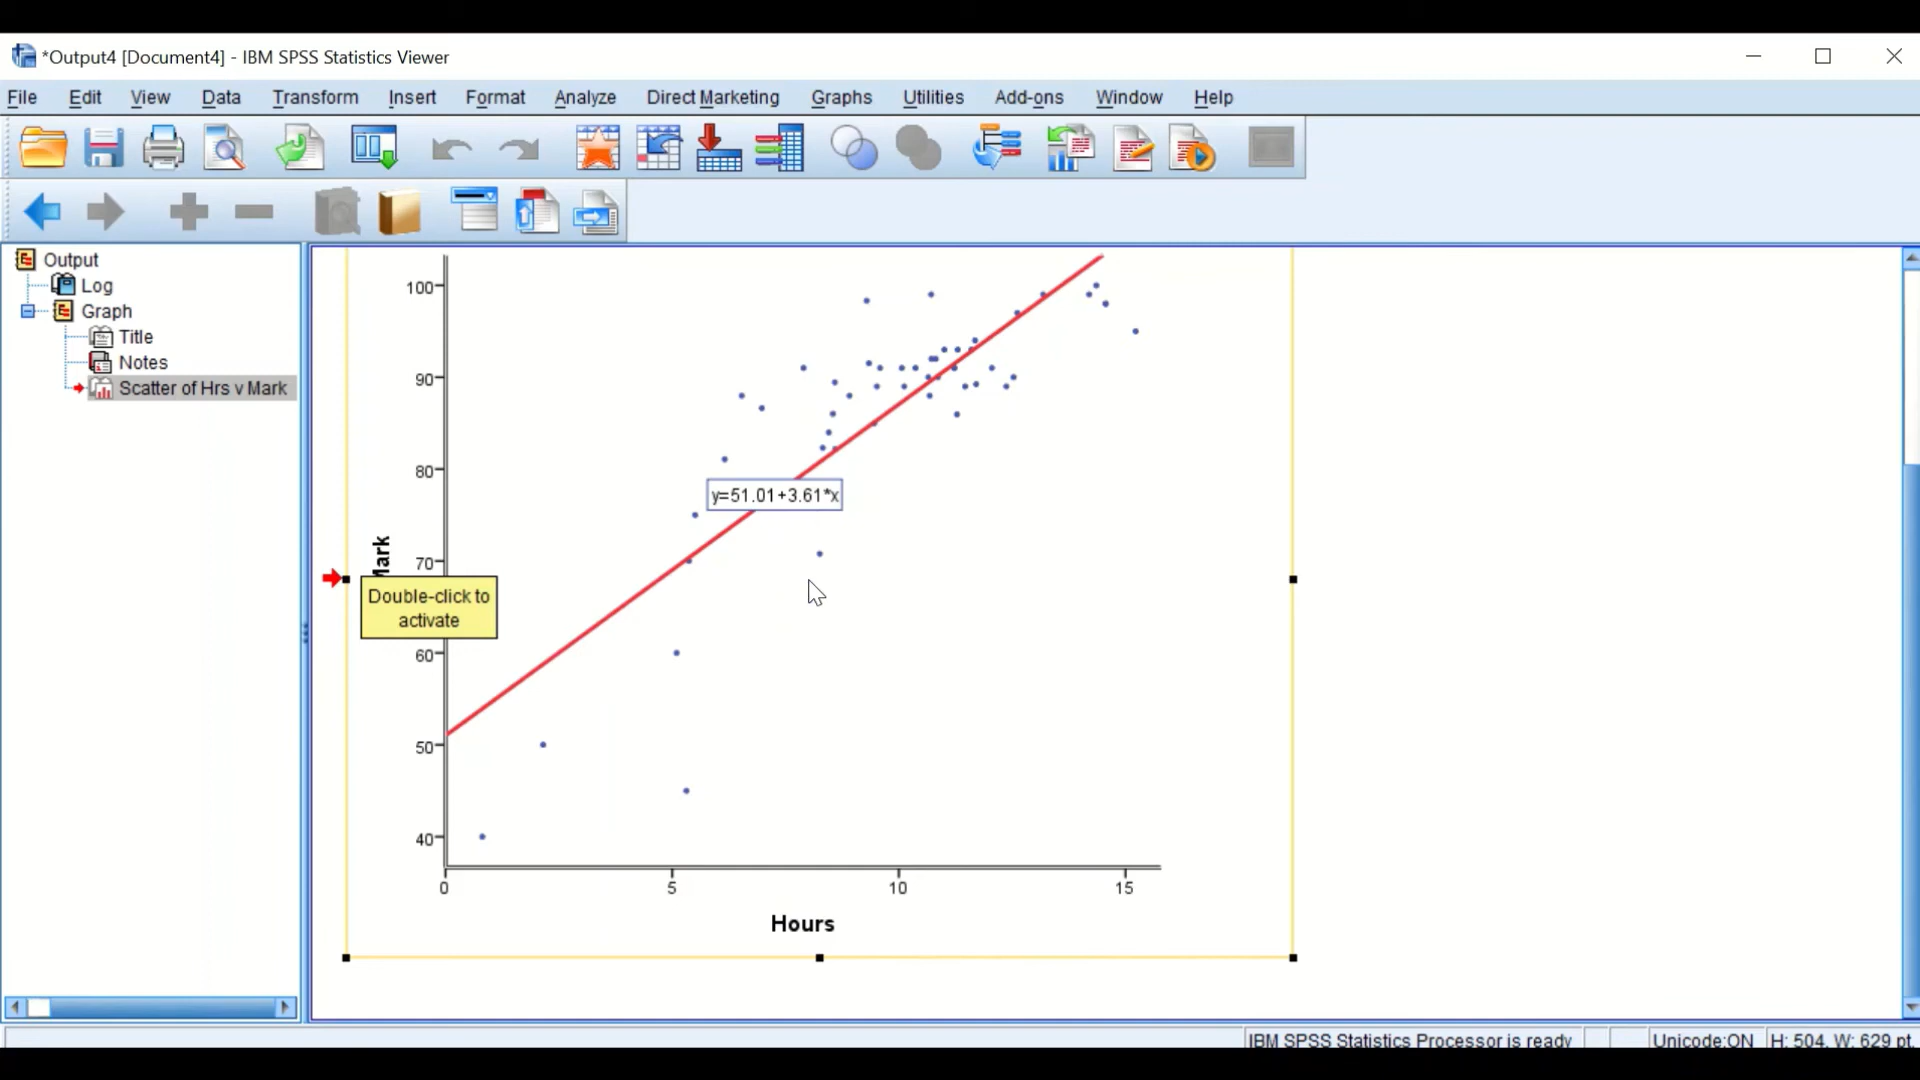 *Output4 [Document4] - IBM SPSS Statistics Viewer
File Edit View Data Transform Insert Format Analyze Direct Marketing Graphs Utilities Add-ons Window Help
Output
Log
Graph
Title
Notes
Scatter of Hrs v Mark
100
90
80
70
60
50
40
Mark
y=51.01+3.61*x
Double-click to
activate
0 5 10 15
Hours
IBM SPSS Statistics Processor is ready Unicode:ON H: 504, W: 629 pt.